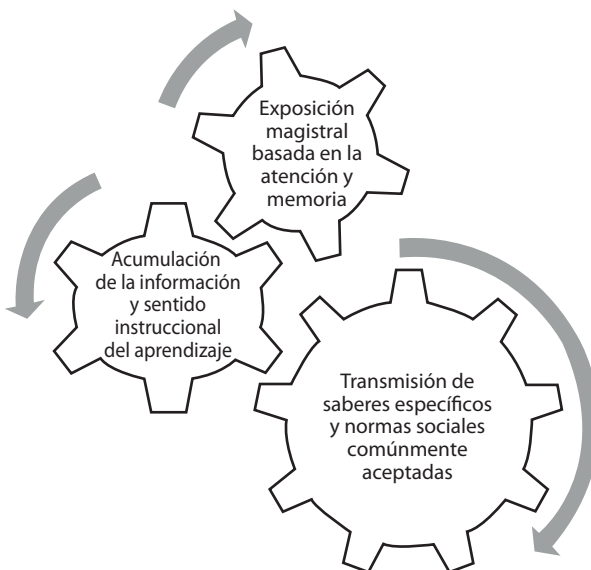 Exposición
magistral
basada en la
atención y
memoria
Acumulación
de la información
y sentido
instruccional
del aprendizaje
Transmisión de
saberes específicos
y normas sociales
comúnmente
aceptadas